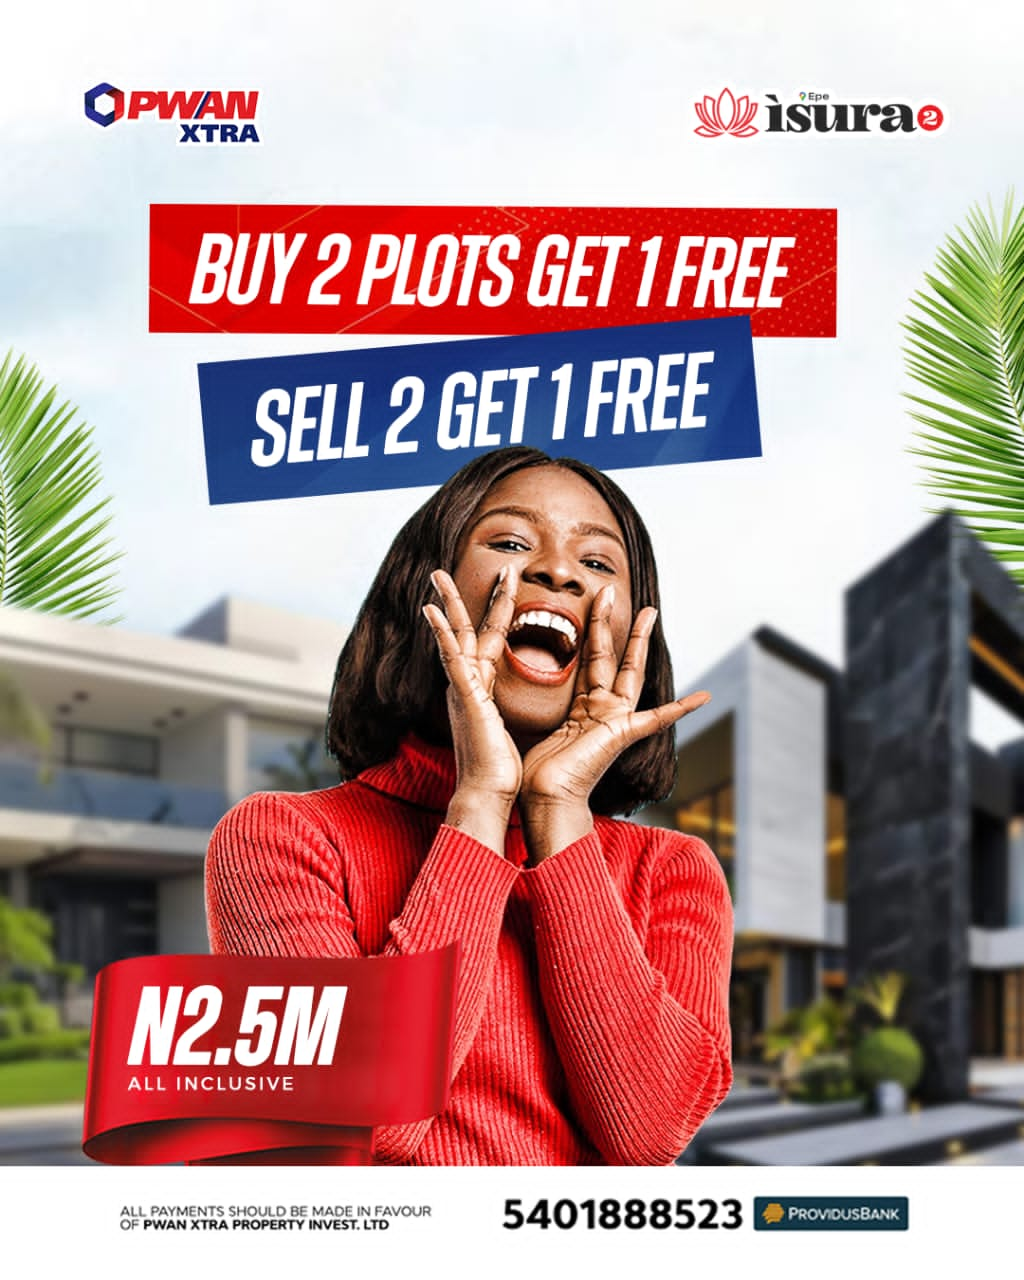 PWAN
XTRA
Epe
ìsura 2
BUY 2 PLOTS GET 1 FREE
SELL 2 GET 1 FREE
N2.5M
ALL INCLUSIVE
ALL PAYMENTS SHOULD BE MADE IN FAVOUR
OF PWAN XTRA PROPERTY INVEST. LTD
5401888523 PROVIDUSBANK